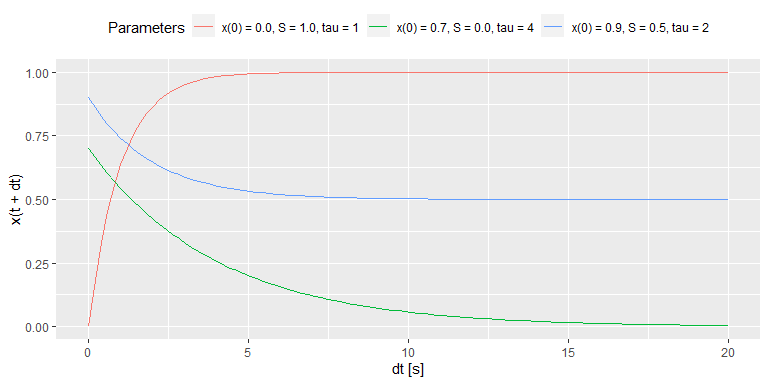 Parameters x(0) = 0.0, S = 1.0, tau = 1 x(0) = 0.7, S = 0.0, tau = 4 x(0) = 0.9, S = 0.5, tau = 2
x(t + dt)
1.00
0.75
0.50
0.25
0.00
0 5 10 15 20
dt [s]